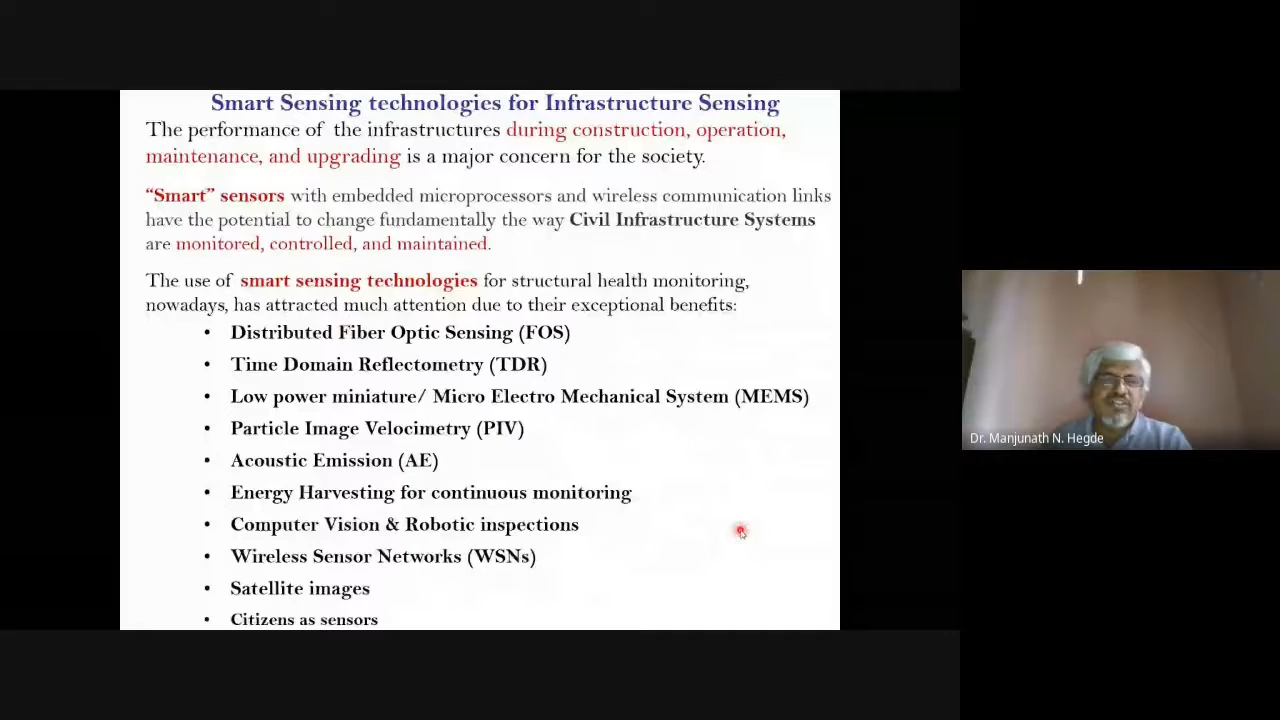 Smart Sensing technologies for Infrastructure Sensing
The performance of the infrastructures during construction, operation,
maintenance, and upgrading is a major concern for the society.
“Smart” sensors with embedded microprocessors and wireless communication links
have the potential to change fundamentally the way Civil Infrastructure Systems
are monitored, controlled, and maintained.
The use of smart sensing technologies for structural health monitoring,
nowadays, has attracted much attention due to their exceptional benefits:
• Distributed Fiber Optic Sensing (FOS)
• Time Domain Reflectometry (TDR)
• Low power miniature/ Micro Electro Mechanical System (MEMS)
• Particle Image Velocimetry (PIV)
• Acoustic Emission (AE)
• Energy Harvesting for continuous monitoring
• Computer Vision & Robotic inspections
• Wireless Sensor Networks (WSNs)
• Satellite images
• Citizens as sensors
Dr. Manjunath N. Hegde